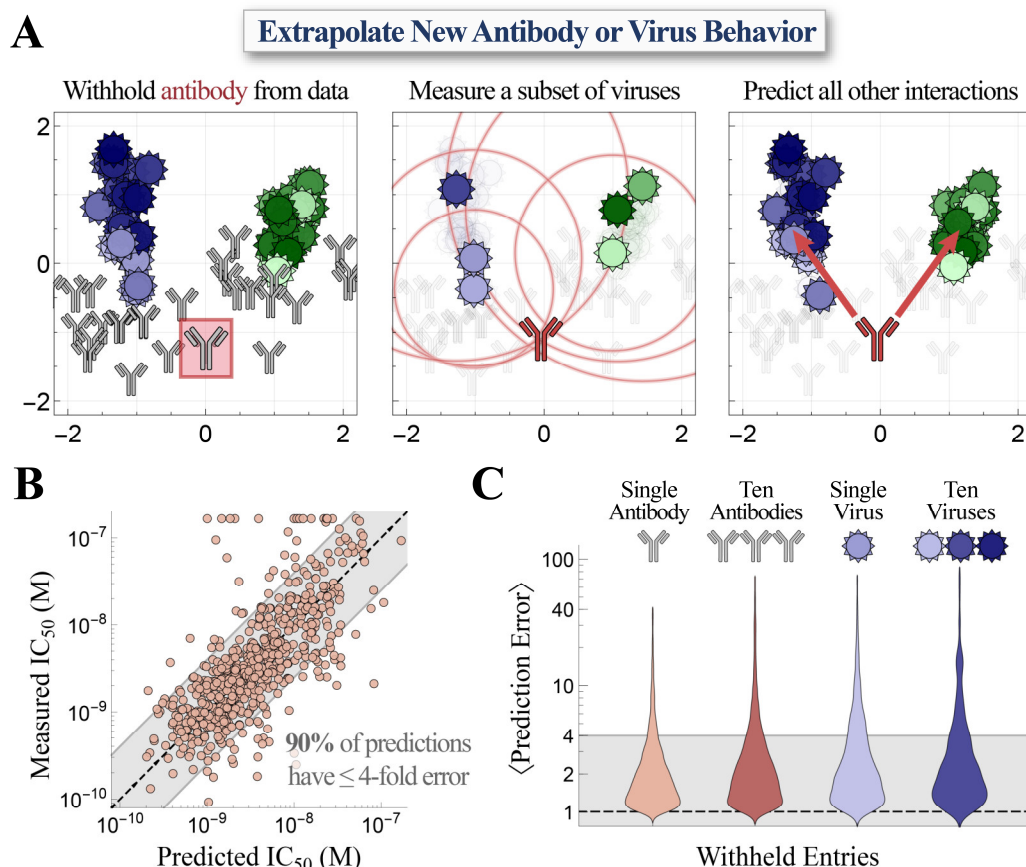 A
Extrapolate New Antibody or Virus Behavior
Withhold antibody from data
Measure a subset of viruses
Predict all other interactions
2
0
−2
−2
0
2
−2
0
2
−2
0
2
B
Measured IC50 (M)
10−7
10−8
10−9
10−10
90% of predictions
have ≤ 4-fold error
10−10
10−9
10−8
10−7
Predicted IC50 (M)
C
Single
Antibody
Ten
Antibodies
Single
Virus
Ten
Viruses
⟨Prediction Error⟩
100
40
10
4
2
1
Withheld Entries